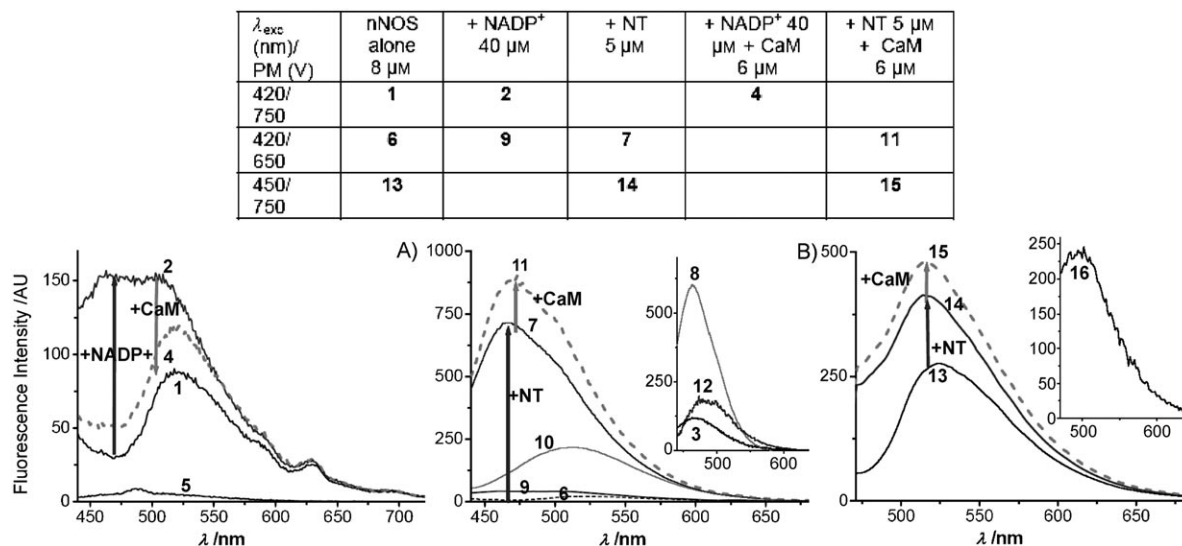 λexc (nm)/ PM (V) | nNOS alone 8 μM | + NADP⁺ 40 μM | + NT 5 μM | + NADP⁺ 40 μM + CaM 6 μM | + NT 5 μM + CaM 6 μM
420/ 750 | 1 | 2 | | 4 |
420/ 650 | 6 | 9 | 7 | | 11
450/ 750 | 13 | | 14 | | 15
Fluorescence Intensity /AU
150
100
50
0
450 500 550 600 650 700
λ /nm
2
+CaM
+NADP+
4
1
5
A)
1000
750
500
250
0
450 500 550 600 650
λ /nm
11
+CaM
7
+NT
10
9
6
500
250
0
500 600
8
12
3
B)
500
250
0
500 550 600 650
λ /nm
15
+CaM
14
+NT
13
250
200
150
100
50
0
500 600
16